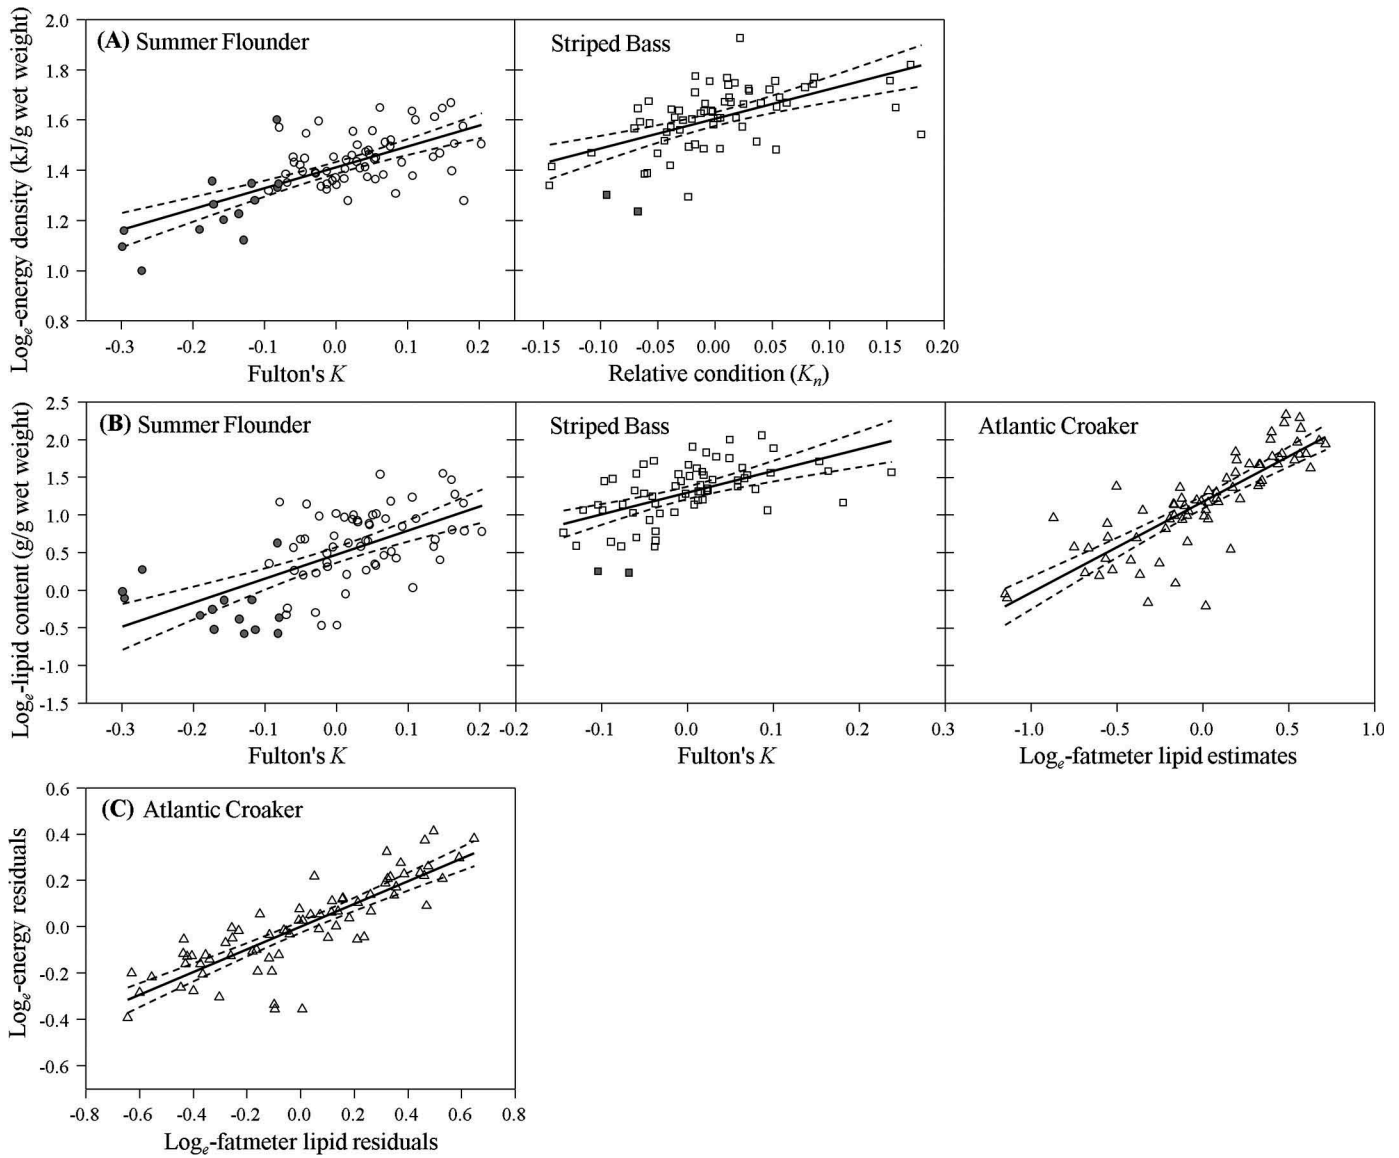 (A) Summer Flounder
Striped Bass
Log_e-energy density (kJ/g wet weight)
2.0
1.8
1.6
1.4
1.2
1.0
0.8
-0.3 -0.2 -0.1 0.0 0.1 0.2
-0.15 -0.10 -0.05 0.00 0.05 0.10 0.15 0.20
Fulton's K
Relative condition (K_n)
(B) Summer Flounder
Striped Bass
Atlantic Croaker
Log_e-lipid content (g/g wet weight)
2.5
2.0
1.5
1.0
0.5
0.0
-0.5
-1.0
-1.5
-0.3 -0.2 -0.1 0.0 0.1 0.2
-0.2 -0.1 0.0 0.1 0.2 0.3
-1.0 -0.5 0.0 0.5 1.0
Fulton's K
Fulton's K
Log_e-fatmeter lipid estimates
(C) Atlantic Croaker
Log_e-energy residuals
0.6
0.4
0.2
0.0
-0.2
-0.4
-0.6
-0.8 -0.6 -0.4 -0.2 0.0 0.2 0.4 0.6 0.8
Log_e-fatmeter lipid residuals